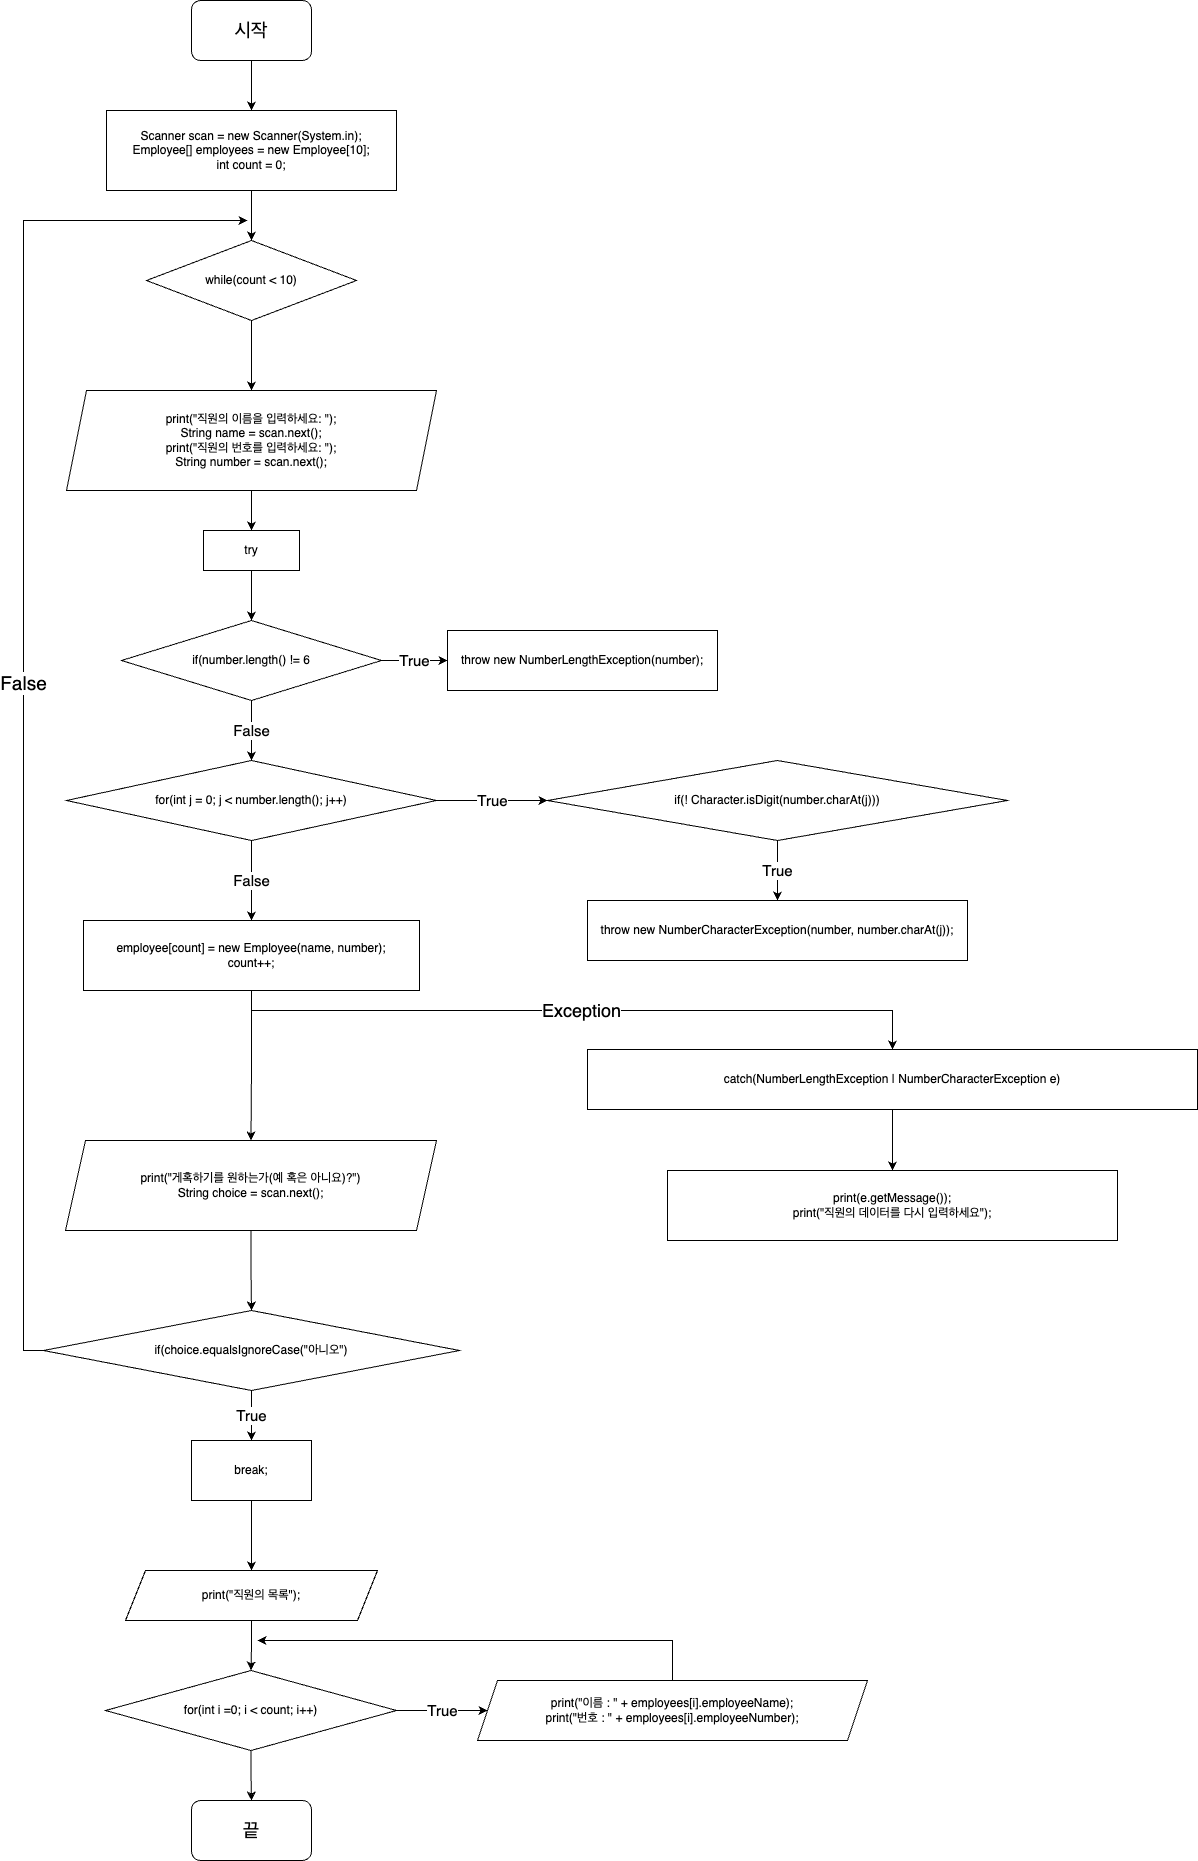 시작
Scanner scan = new Scanner(System.in);
Employee[] employees = new Employee[10];
int count = 0;
while(count < 10)
print("직원의 이름을 입력하세요: ");
String name = scan.next();
print("직원의 번호를 입력하세요: ");
String number = scan.next();
try
if(number.length() != 6
True
throw new NumberLengthException(number);
False
False
for(int j = 0; j < number.length(); j++)
True
if(! Character.isDigit(number.charAt(j)))
False
True
throw new NumberCharacterException(number, number.charAt(j));
employee[count] = new Employee(name, number);
count++;
Exception
catch(NumberLengthException | NumberCharacterException e)
print("게혹하기를 원하는가(예 혹은 아니요)?")
String choice = scan.next();
print(e.getMessage());
print("직원의 데이터를 다시 입력하세요");
if(choice.equalsIgnoreCase("아니오")
True
break;
print("직원의 목록");
for(int i =0; i < count; i++)
True
print("이름 : " + employees[i].employeeName);
print("번호 : " + employees[i].employeeNumber);
끝